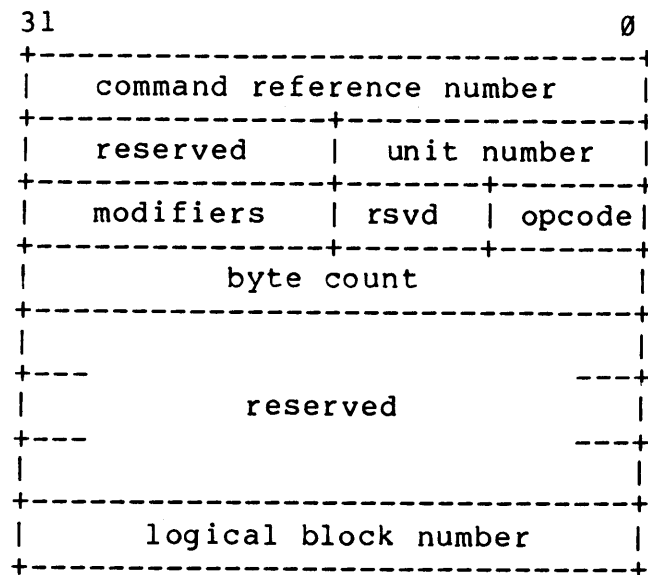 31 0
command reference number
reserved unit number
modifiers rsvd opcode
byte count
reserved
logical block number